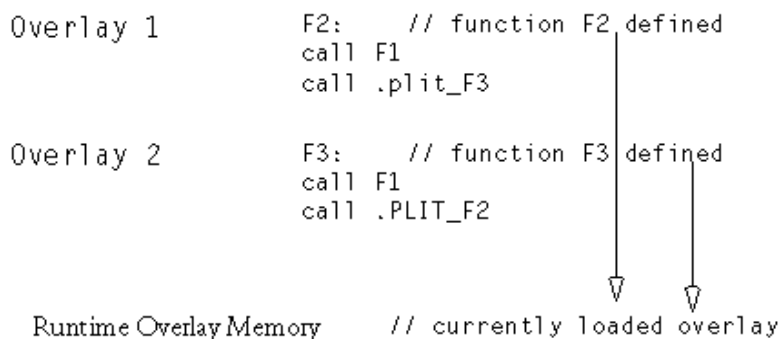 Overlay 1 F2: // function F2 defined
call F1
call .plit_F3
Overlay 2 F3: // function F3 defined
call F1
call .PLIT_F2
Runtime Overlay Memory // currently loaded overlay